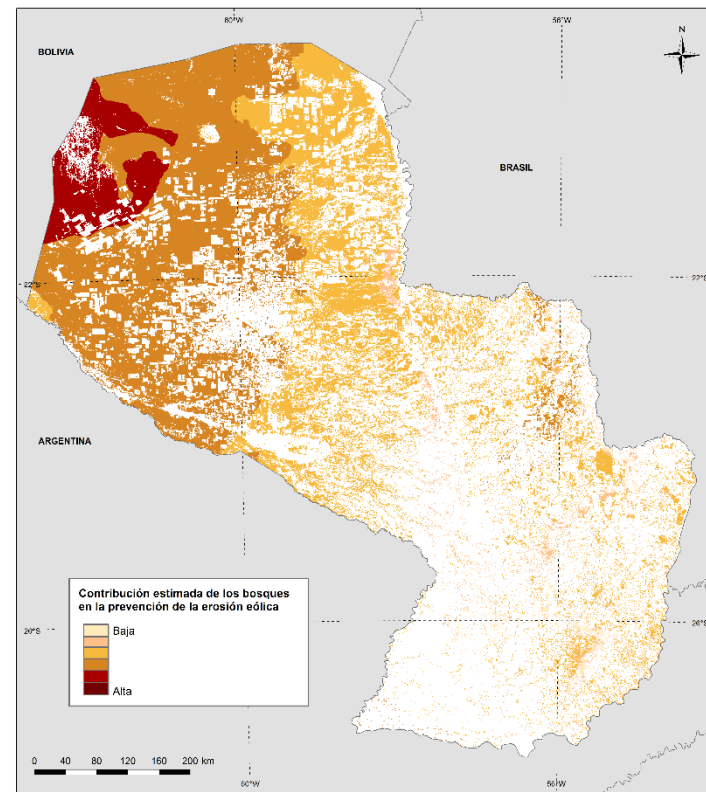 60°W
56°W
BOLIVIA
N
BRASIL
22°S
22°S
ARGENTINA
Contribución estimada de los bosques
en la prevención de la erosión eólica
Baja
Alta
26°S
26°S
0 40 80 120 160 200 km
60°W
56°W